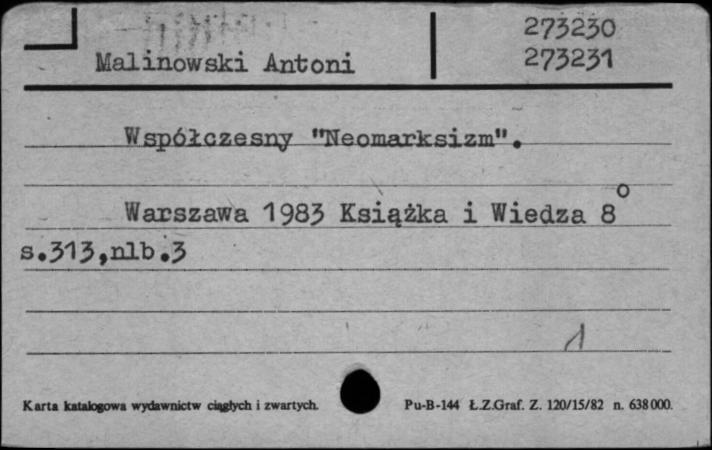 273230
Malinowski Antoni 273231
Współczesny "Neomarksizm".
Warszawa 1983 Książka i Wiedza 8o
s.313,nlb.3
1
Karta katalogowa wydawnictw ciągłych i zwartych. Pu-B-144 Ł.Z.Graf. Z. 120/15/82 n. 638000.